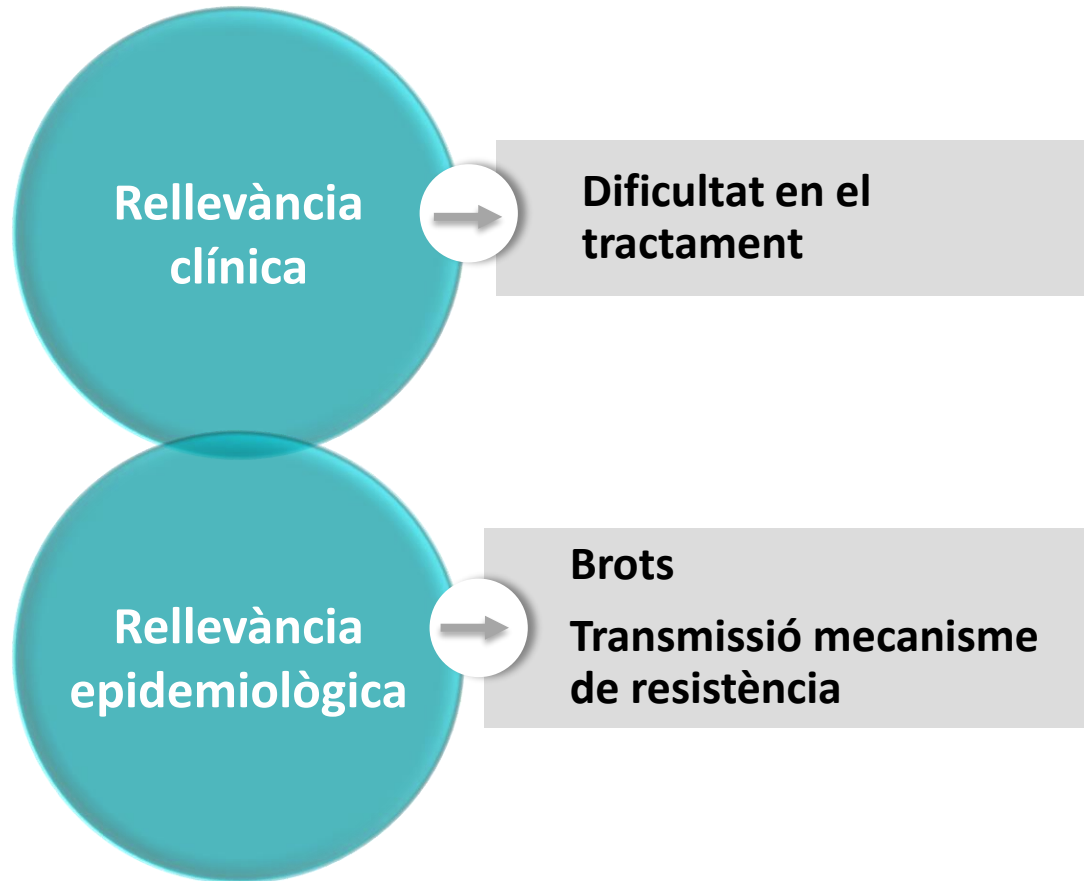 Rellevància
clínica
Dificultat en el
tractament
Rellevància
epidemiològica
Brots
Transmissió mecanisme
de resistència